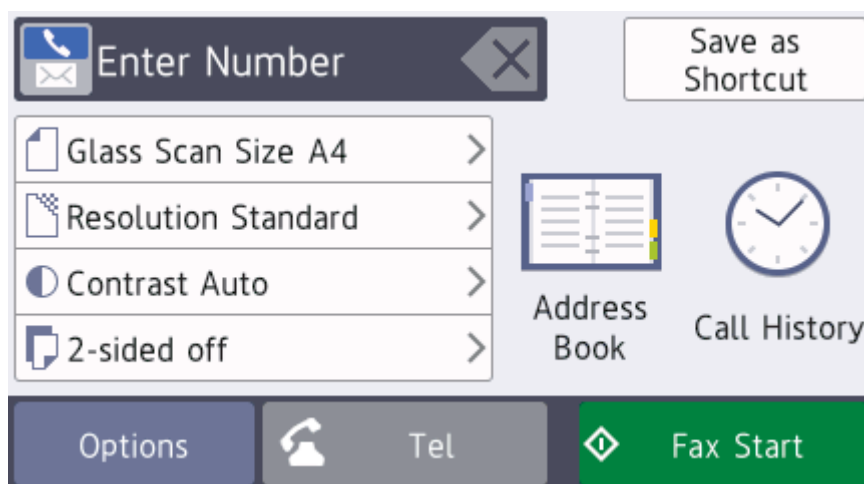 Enter Number
Save as
Shortcut
Glass Scan Size A4
Resolution Standard
Contrast Auto
2-sided off
Address
Book
Call History
Options
Tel
Fax Start